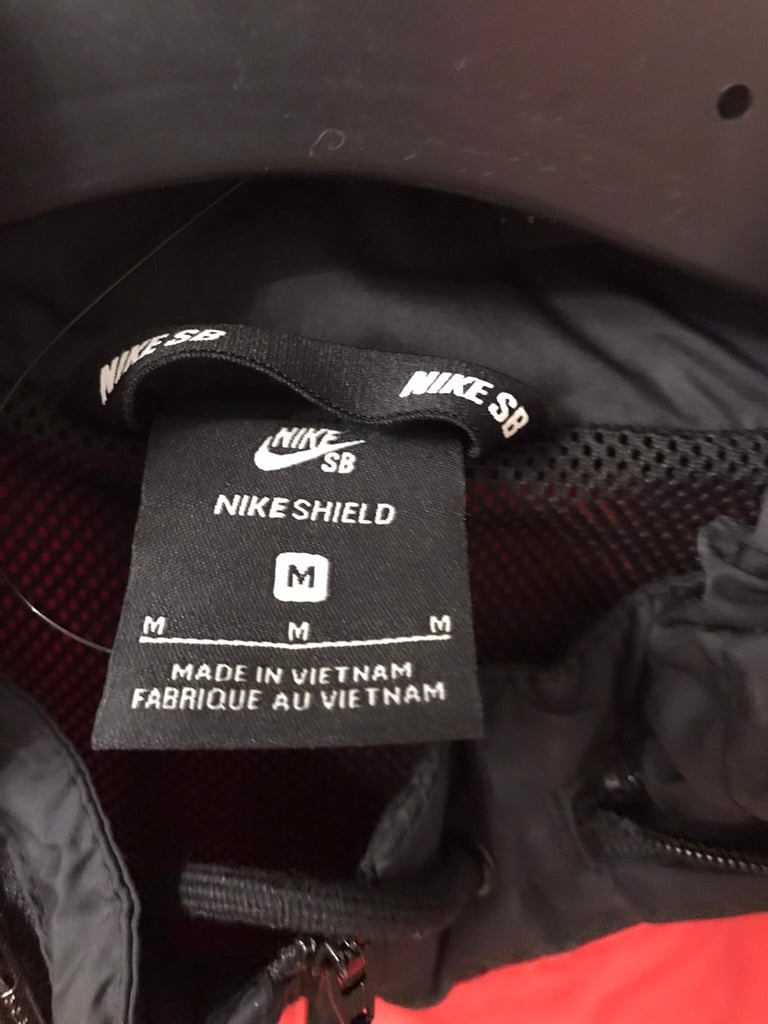 NIKE SB
NIKE SB
NIKE
SB
NIKE SHIELD
M
M M M
MADE IN VIETNAM
FABRIQUE AU VIETNAM